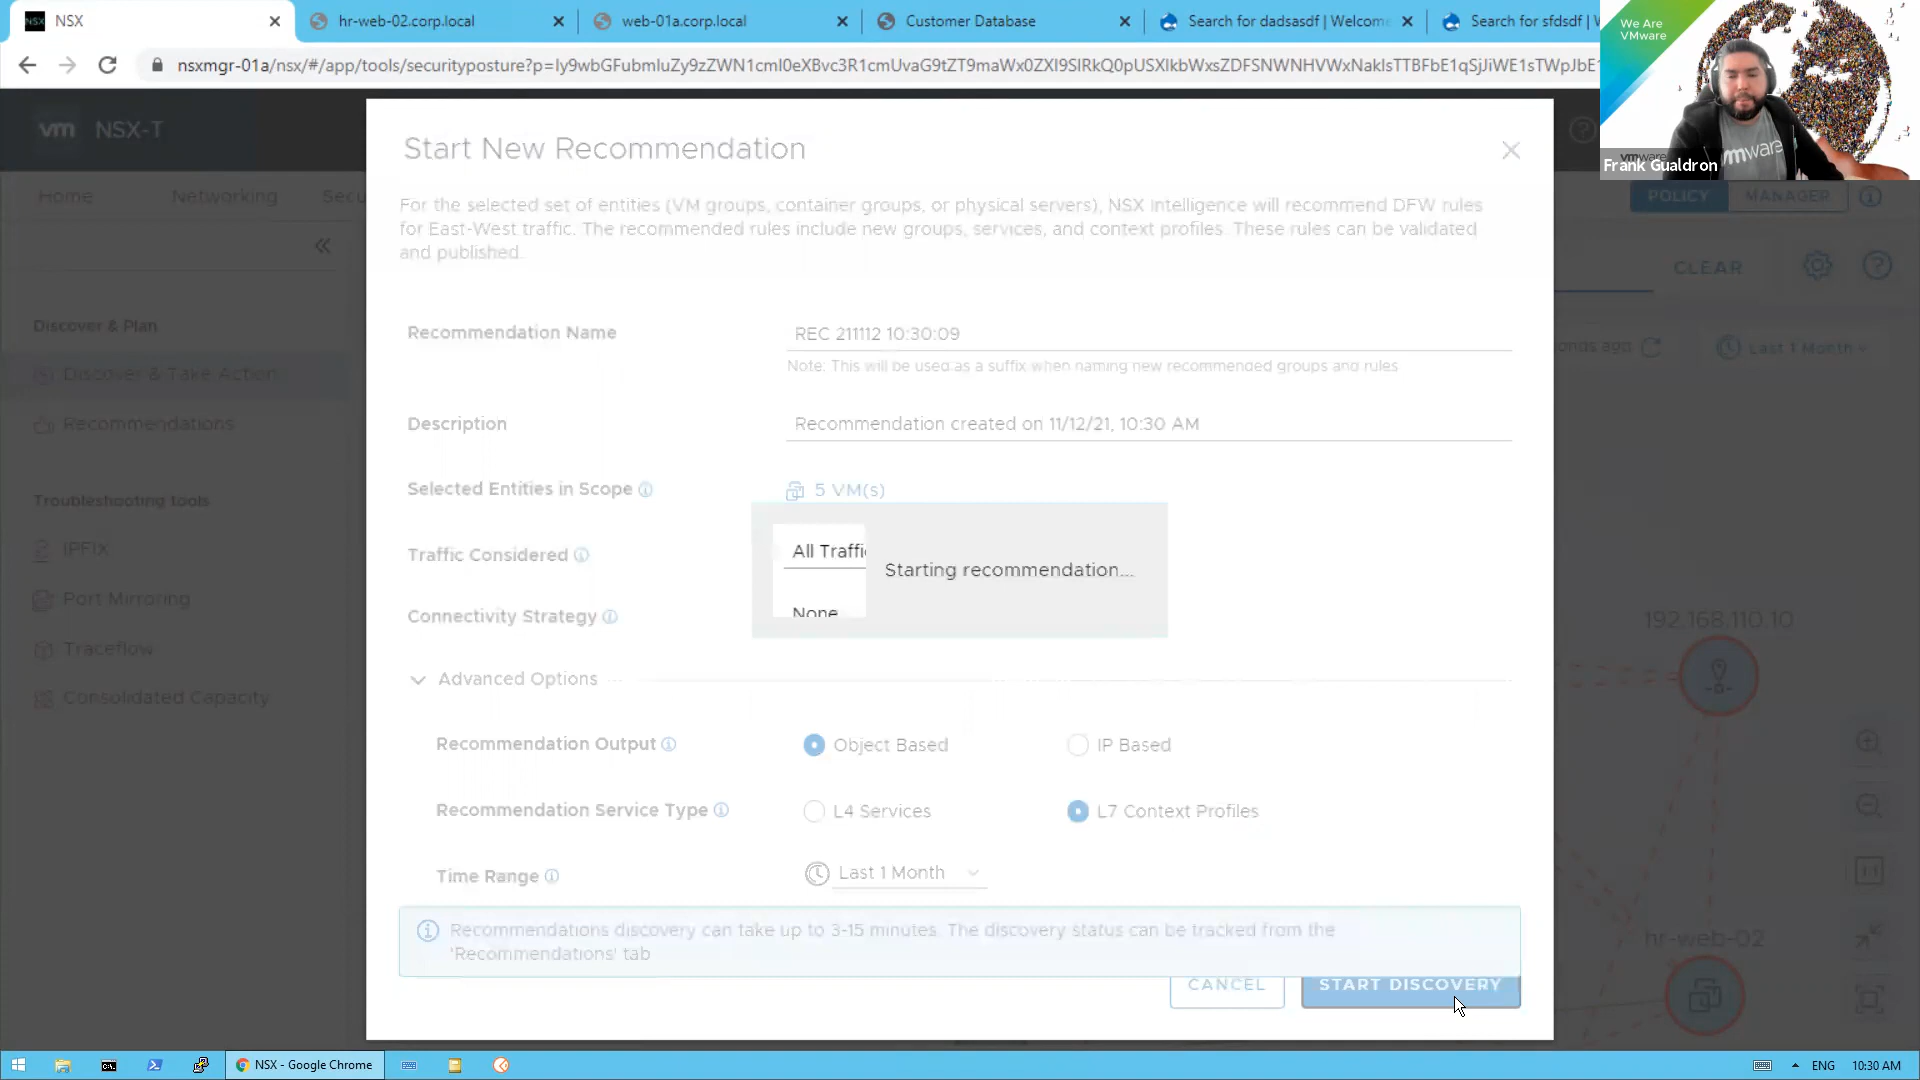 NSX
hr-web-02.corp.local
web-01a.corp.local
Customer Database
Search for dadsasdf | Welcome
Search for sfdsdf | W
nsxmgr-01a/nsx/#/app/tools/securityposture?p=
We Are
VMware
vmware
vmware
Frank Gualdron
vm NSX-T
Home
Networking
Secu
POLICY
MANAGER
CLEAR
onds ago
Last 1 Month
Discover & Plan
Discover & Take Action
Recommendations
Troubleshooting tools
IPFIX
Port Mirroring
Traceflow
Consolidated Capacity
Start New Recommendation
For the selected set of entities (VM groups, container groups, or physical servers), NSX Intelligence will recommend DFW rules
for East-West traffic. The recommended rules include new groups, services, and context profiles. These rules can be validated
and published.
Recommendation Name
REC 211112 10:30:09
Note: This will be used as a suffix when naming new recommended groups and rules
Description
Recommendation created on 11/12/21, 10:30 AM
Selected Entities in Scope
5 VM(s)
Traffic Considered
All Traffi
Starting recommendation...
Connectivity Strategy
None
Advanced Options
Recommendation Output
Object Based
IP Based
Recommendation Service Type
L4 Services
L7 Context Profiles
Time Range
Last 1 Month
Recommendations discovery can take up to 3-15 minutes. The discovery status can be tracked from the
'Recommendations' tab
CANCEL
START DISCOVERY
192.168.110.10
hr-web-02
1:1
NSX - Google Chrome
ENG
10:30 AM